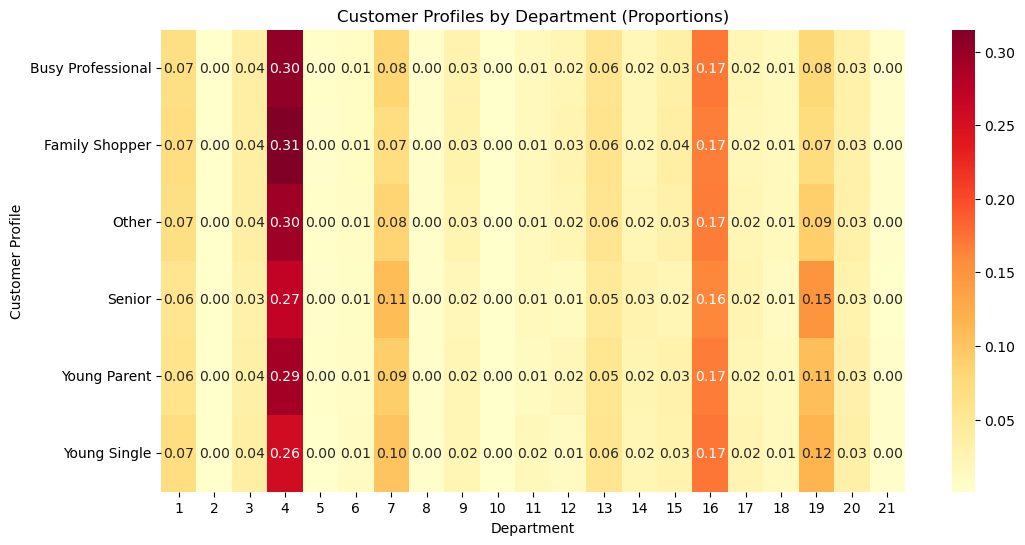 Customer Profiles by Department (Proportions)
Customer Profile
Busy Professional 0.07 0.00 0.04 0.30 0.00 0.01 0.08 0.00 0.03 0.00 0.01 0.02 0.06 0.02 0.03 0.17 0.02 0.01 0.08 0.03 0.00
Family Shopper 0.07 0.00 0.04 0.31 0.00 0.01 0.07 0.00 0.03 0.00 0.01 0.03 0.06 0.02 0.04 0.17 0.02 0.01 0.07 0.03 0.00
Other 0.07 0.00 0.04 0.30 0.00 0.01 0.08 0.00 0.03 0.00 0.01 0.02 0.06 0.02 0.03 0.17 0.02 0.01 0.09 0.03 0.00
Senior 0.06 0.00 0.03 0.27 0.00 0.01 0.11 0.00 0.02 0.00 0.01 0.01 0.05 0.03 0.02 0.16 0.02 0.01 0.15 0.03 0.00
Young Parent 0.06 0.00 0.04 0.29 0.00 0.01 0.09 0.00 0.02 0.00 0.01 0.02 0.05 0.02 0.03 0.17 0.02 0.01 0.11 0.03 0.00
Young Single 0.07 0.00 0.04 0.26 0.00 0.01 0.10 0.00 0.02 0.00 0.02 0.01 0.06 0.02 0.03 0.17 0.02 0.01 0.12 0.03 0.00
1 2 3 4 5 6 7 8 9 10 11 12 13 14 15 16 17 18 19 20 21
Department
0.30
0.25
0.20
0.15
0.10
0.05